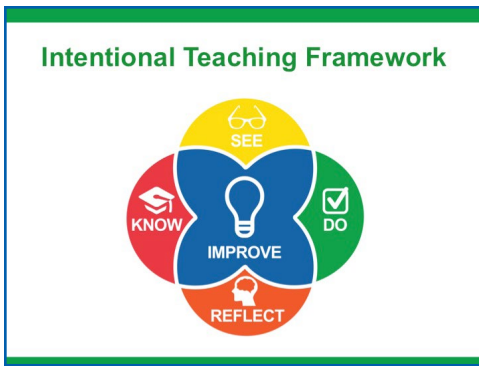 Intentional Teaching Framework
SEE
KNOW
DO
IMPROVE
REFLECT